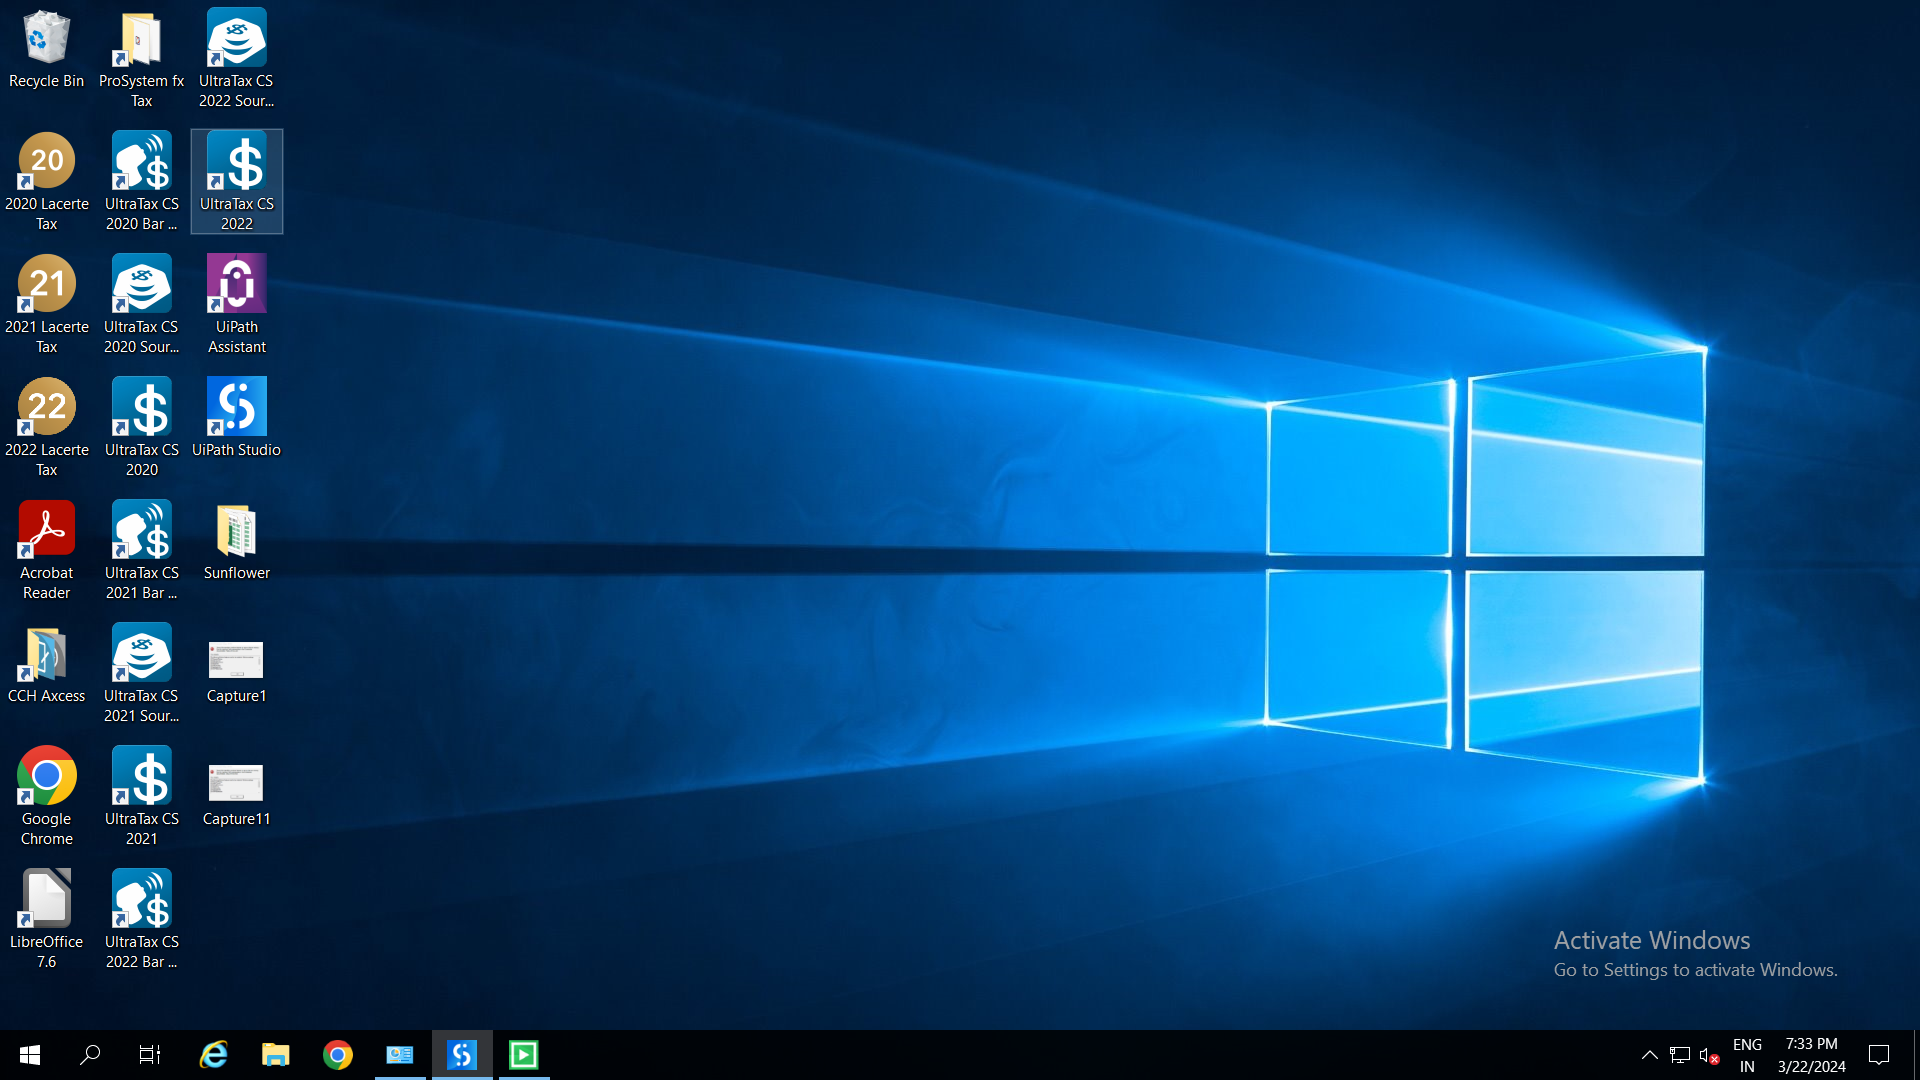 Recycle Bin
ProSystem fx
Tax
UltraTax CS
2022 Sour...
20
2020 Lacerte
Tax
UltraTax CS
2020 Bar ...
UltraTax CS
2022
21
2021 Lacerte
Tax
UltraTax CS
2020 Sour...
UiPath
Assistant
22
2022 Lacerte
Tax
UltraTax CS
2020
UiPath Studio
Acrobat
Reader
UltraTax CS
2021 Bar ...
Sunflower
CCH Axcess
UltraTax CS
2021 Sour...
Capture1
Google
Chrome
UltraTax CS
2021
Capture11
LibreOffice
7.6
UltraTax CS
2022 Bar ...
Activate Windows
Go to Settings to activate Windows.
ENG
IN
7:33 PM
3/22/2024